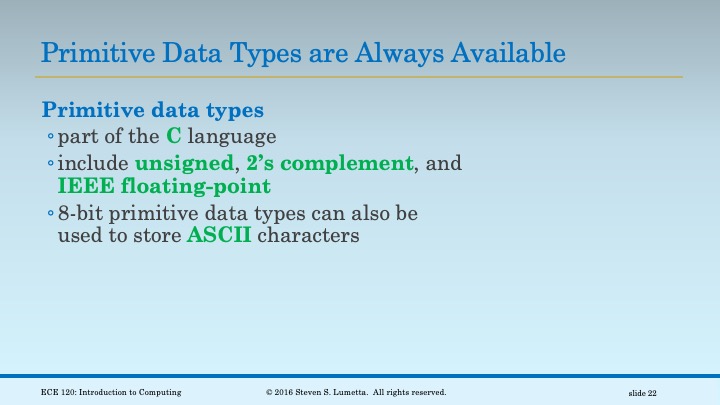 Primitive Data Types are Always Available
Primitive data types
◦part of the C language
◦include unsigned, 2’s complement, and
IEEE floating-point
◦8-bit primitive data types can also be
used to store ASCII characters
ECE 120: Introduction to Computing
© 2016 Steven S. Lumetta.  All rights reserved.
slide 22